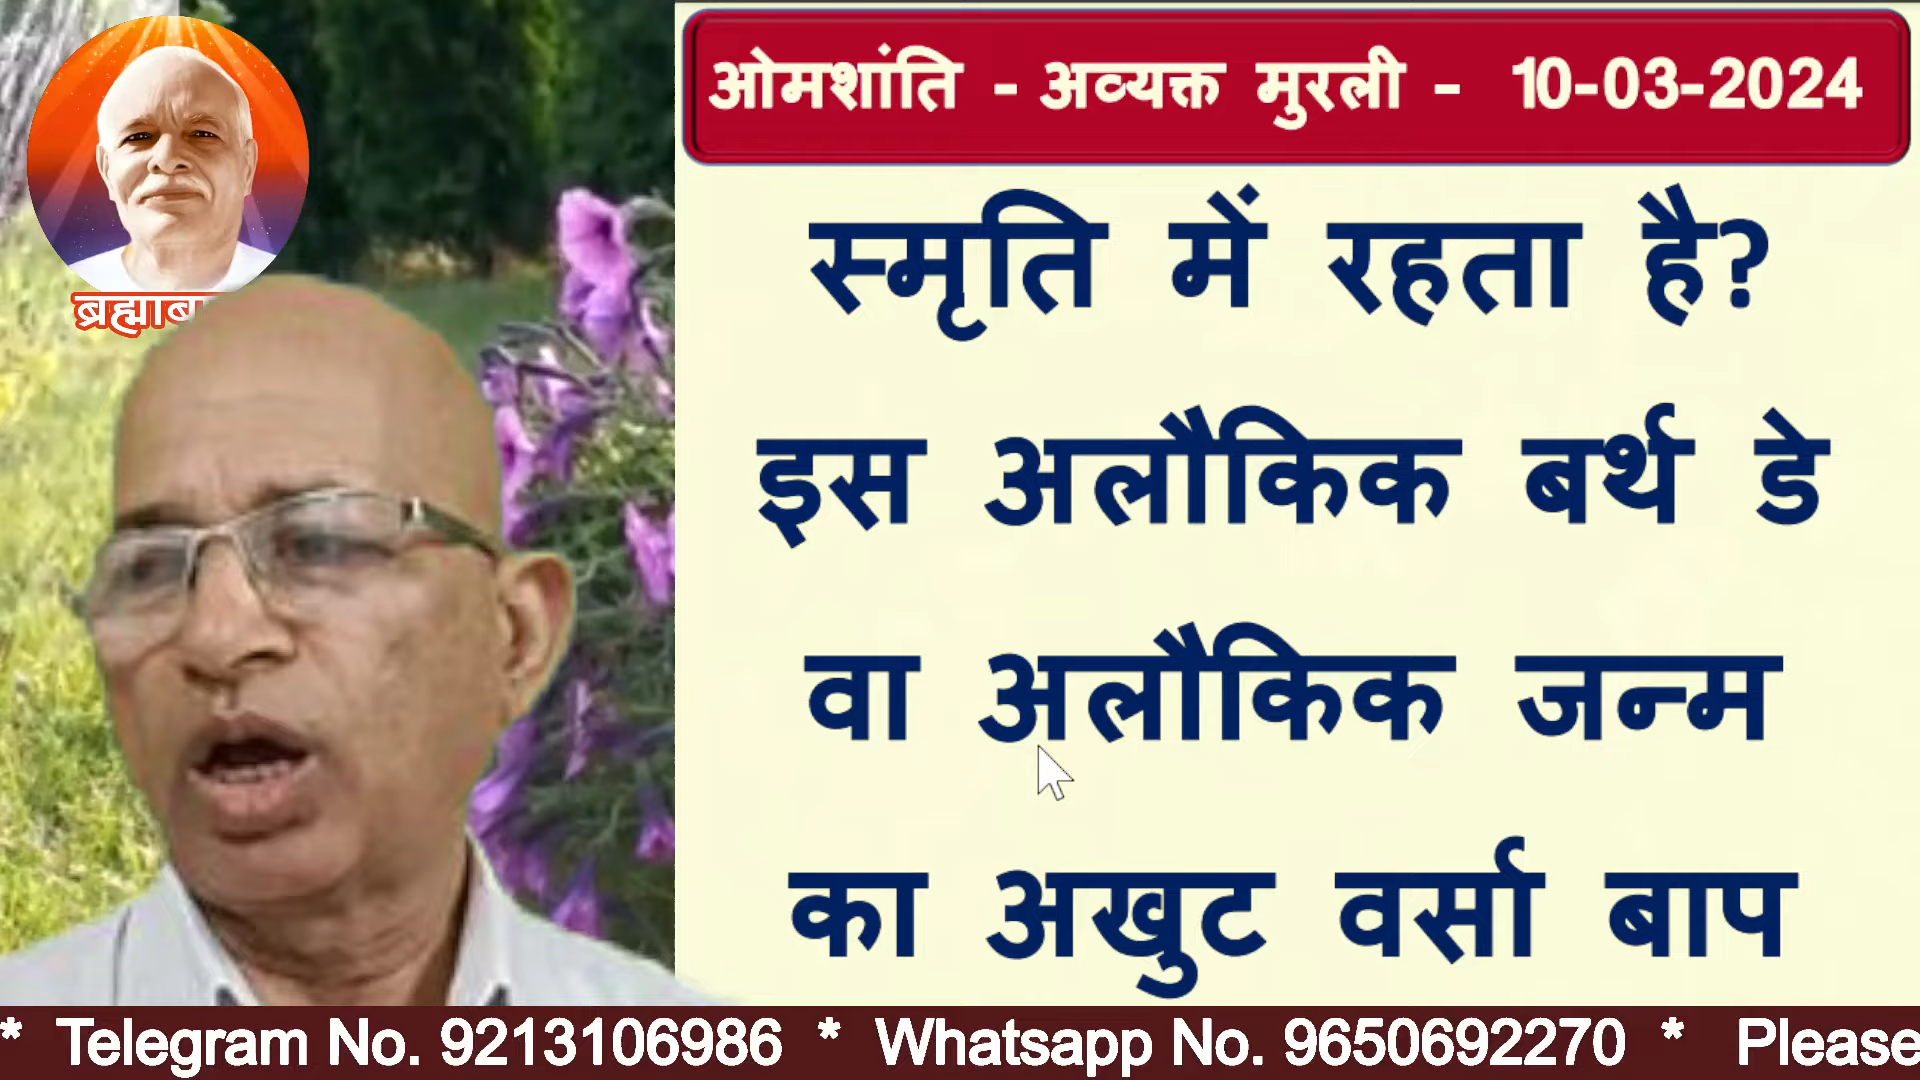 ओमशांति - अव्यक्त मुरली - 10-03-2024
स्मृति में रहता है?
इस अलौकिक बर्थ डे
वा अलौकिक जन्म
का अखुट वर्सा बाप
* Telegram No. 9213106986 * Whatsapp No. 9650692270 * Please